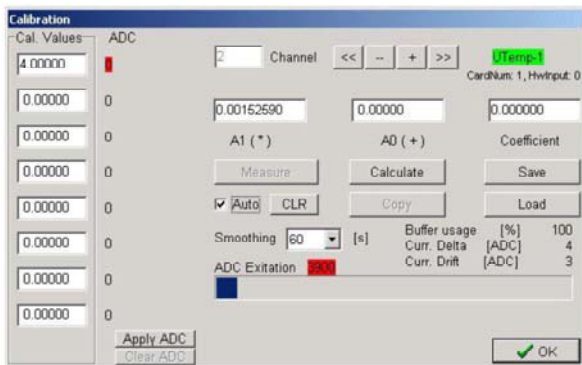 Calibration
Cal. Values ADC
4.00000 0
0.00000 0
0.00000 0
0.00000 0
0.00000 0
0.00000 0
0.00000 0
0.00000 0
Apply ADC
Clear ADC
2 Channel << -- + >> UTemp-1
CardNum: 1, HwInput: 0
0.00152590 0.00000 0.000000
A1 ( * ) A0 ( + ) Coefficient
Measure Calculate Save
Auto CLR Copy Load
Smoothing 60 [s]
Buffer usage [%] 100
Curr. Delta [ADC] 4
Curr. Drift [ADC] 3
ADC Exitation 3900
OK